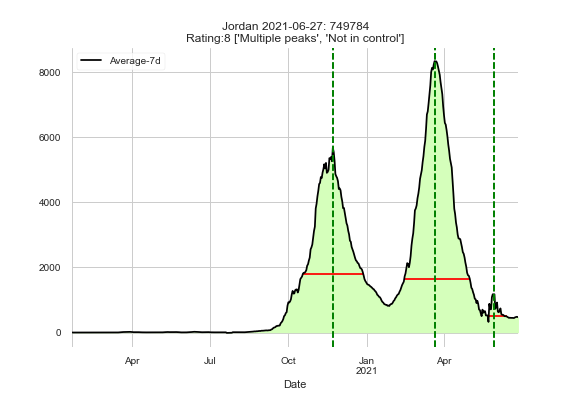 Jordan 2021-06-27: 749784
Rating:8 ['Multiple peaks', 'Not in control']
Average-7d
8000
6000
4000
2000
0
Apr
Jul
Oct
Jan
Apr
2021
Date